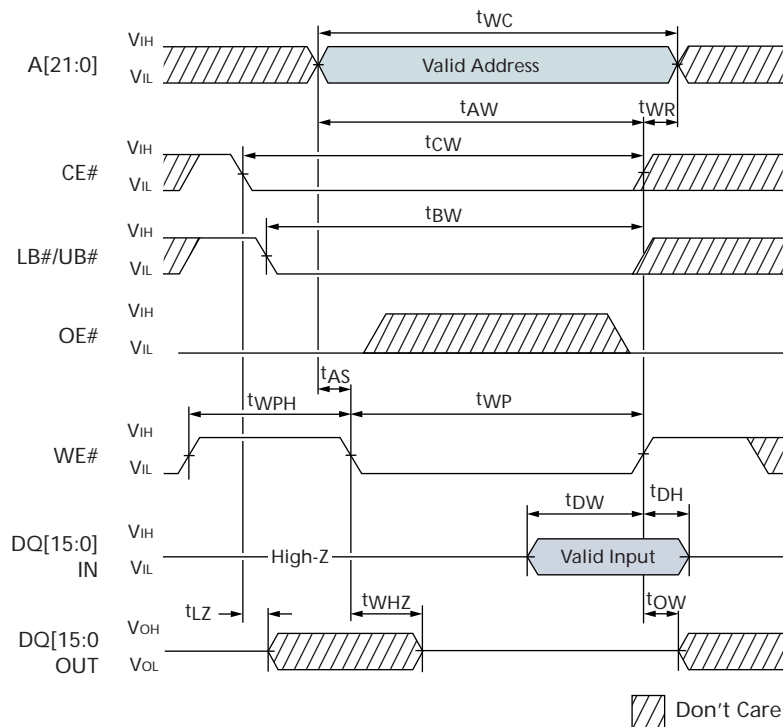 tWC
VIH
A[21:0]
Valid Address
VIL
tAW
tWR
VIH
tCW
CE#
VIL
VIH
tBW
LB#/UB#
VIL
VIH
OE#
VIL
tAS
tWPH
tWP
VIH
WE#
VIL
tDW
tDH
VIH
DQ[15:0]
IN
High-Z
Valid Input
VIL
tLZ
tWHZ
tOW
VOH
DQ[15:0
OUT
VOL
Don't Care